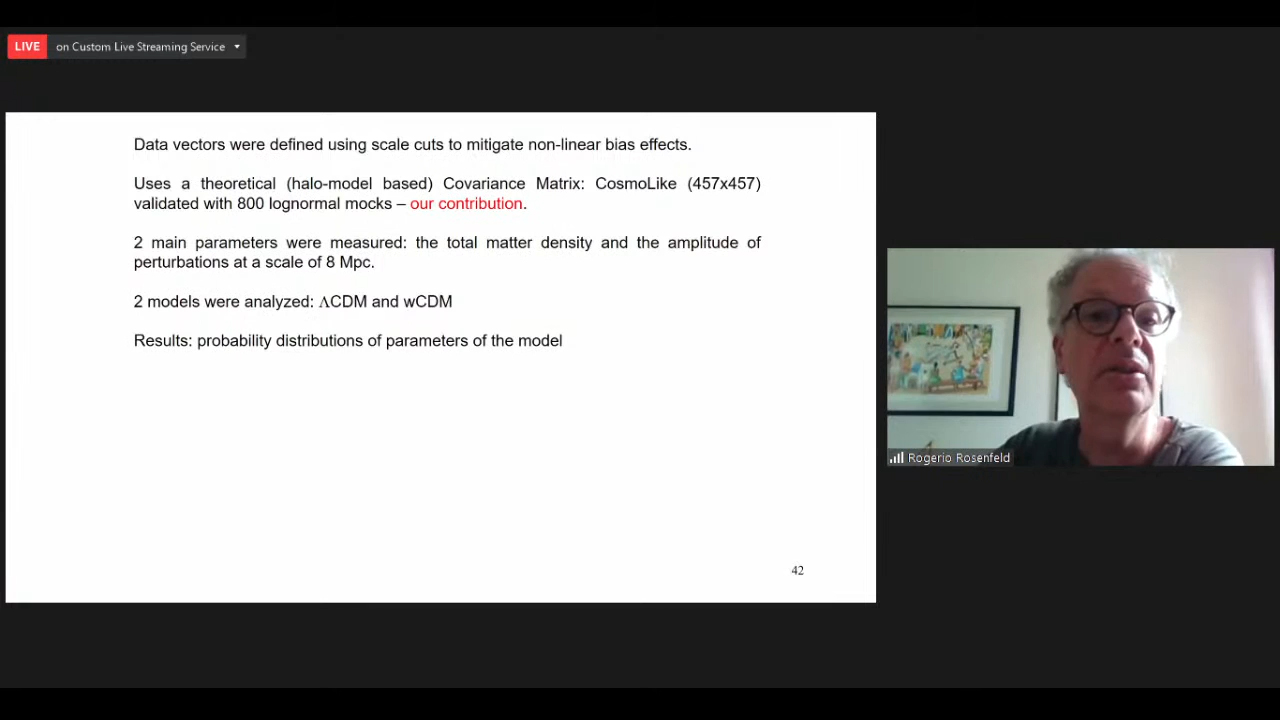 LIVE on Custom Live Streaming Service
Data vectors were defined using scale cuts to mitigate non-linear bias effects.
Uses a theoretical (halo-model based) Covariance Matrix: CosmoLike (457x457)
validated with 800 lognormal mocks – our contribution.
2 main parameters were measured: the total matter density and the amplitude of
perturbations at a scale of 8 Mpc.
2 models were analyzed: ΛCDM and wCDM
Results: probability distributions of parameters of the model
42
Rogerio Rosenfeld